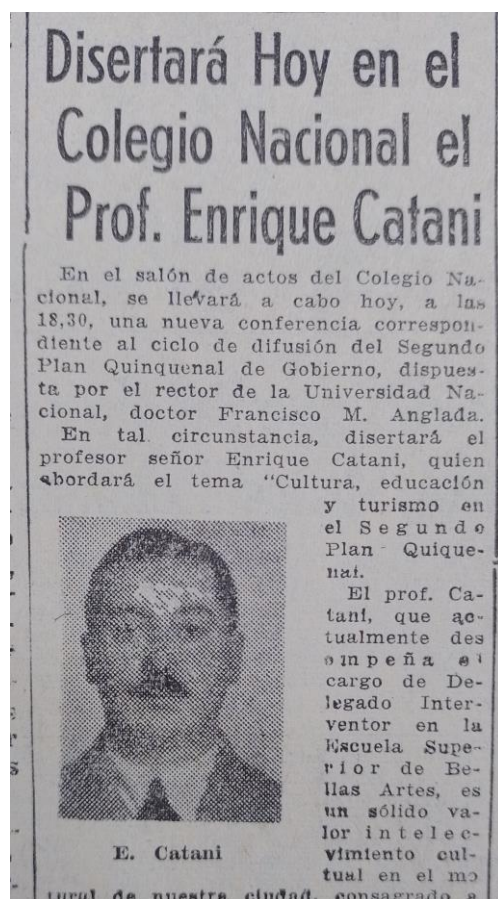 Disertará Hoy en el
Colegio Nacional el
Prof. Enrique Catani
En el salón de actos del Colegio Na-
cional, se llevará a cabo hoy, a las
18,30, una nueva conferencia correspon-
diente al ciclo de difusión del Segundo
Plan Quinquenal de Gobierno, dispues-
ta por el rector de la Universidad Na-
cional, doctor Francisco M. Anglada.
En tal circunstancia, disertará el
profesor señor Enrique Catani, quien
abordará el tema “Cultura, educación
y turismo en
el Segundo
Plan Quique-
nal.
El prof. Ca-
tani, que ac-
tualmente des
empeña el
cargo de De-
legado Inter-
ventor en la
Escuela Supe-
rior de Be-
llas Artes, es
un sólido va-
lor intelec-
vimiento cul-
tual en el mo
E. Catani
tural de nuestra ciudad, consagrado a